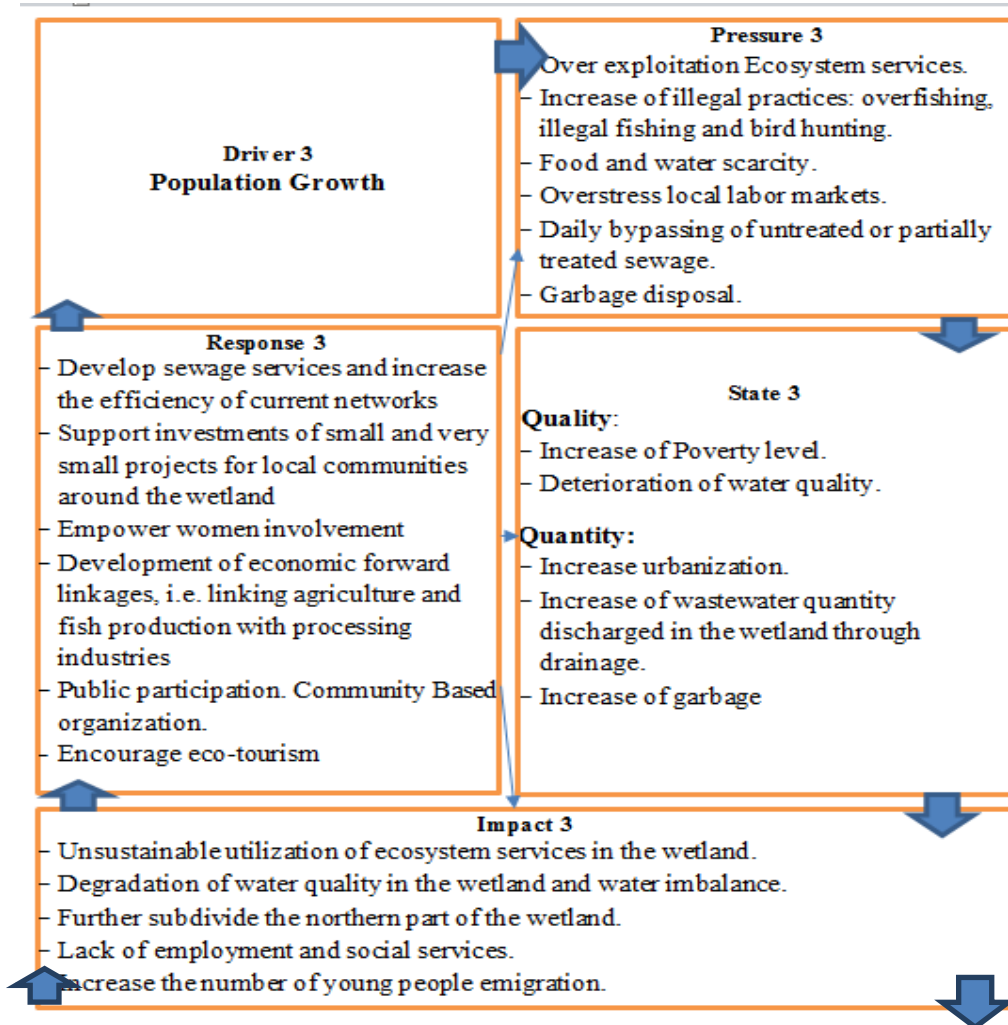 Driver 3
Population Growth
Pressure 3
Over exploitation Ecosystem services.
– Increase of illegal practices: overfishing,
illegal fishing and bird hunting.
– Food and water scarcity.
– Overstress local labor markets.
– Daily bypassing of untreated or partially
treated sewage.
– Garbage disposal.
Response 3
– Develop sewage services and increase
the efficiency of current networks
– Support investments of small and very
small projects for local communities
around the wetland
– Empower women involvement
– Development of economic forward
linkages, i.e. linking agriculture and
fish production with processing
industries
– Public participation. Community Based
organization.
– Encourage eco-tourism
State 3
Quality:
– Increase of Poverty level.
– Deterioration of water quality.
Quantity:
– Increase urbanization.
– Increase of wastewater quantity
discharged in the wetland through
drainage.
– Increase of garbage
Impact 3
– Unsustainable utilization of ecosystem services in the wetland.
– Degradation of water quality in the wetland and water imbalance.
– Further subdivide the northern part of the wetland.
– Lack of employment and social services.
Increase the number of young people emigration.